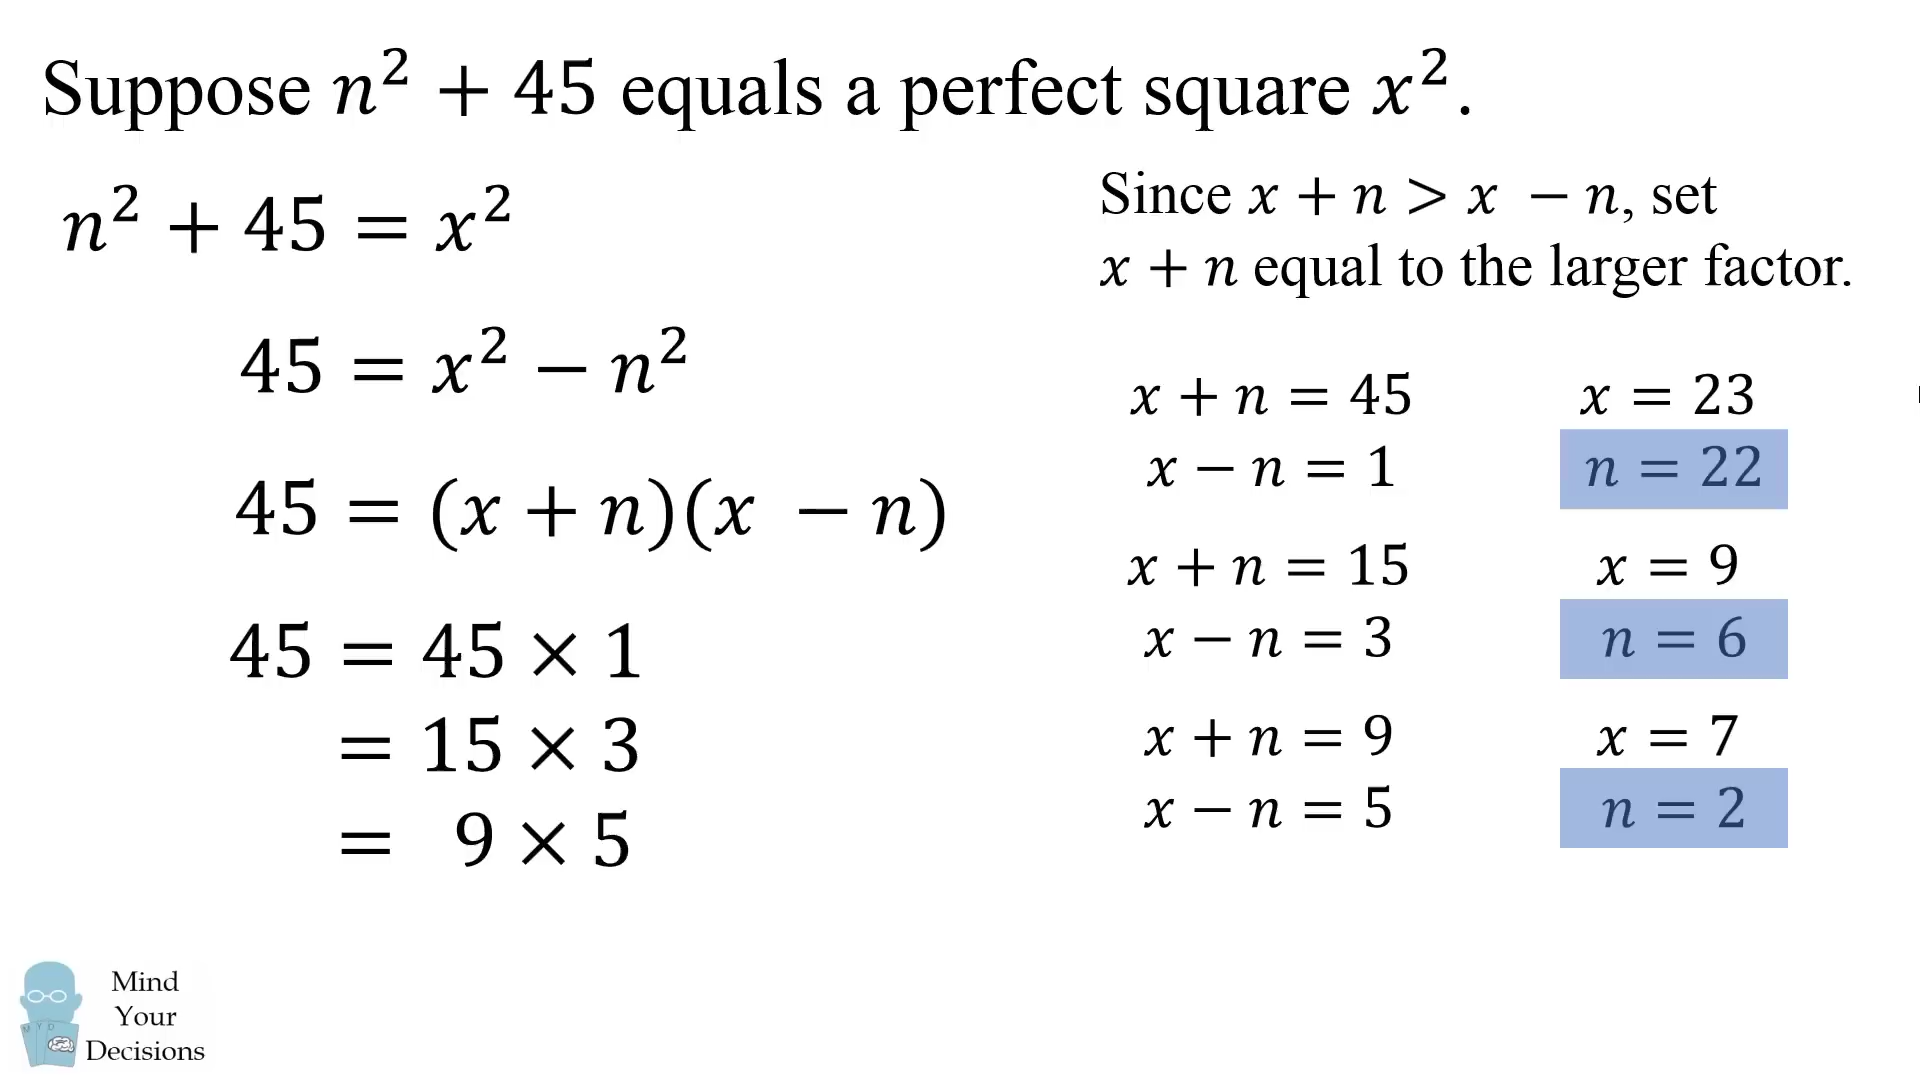 Suppose n² + 45 equals a perfect square x².
n² + 45 = x²
45 = x² − n²
45 = (x + n)(x − n)
45 = 45 × 1
= 15 × 3
= 9 × 5
Since x + n > x − n, set
x + n equal to the larger factor.
x + n = 45 x = 23
x − n = 1 n = 22
x + n = 15 x = 9
x − n = 3 n = 6
x + n = 9 x = 7
x − n = 5 n = 2
Mind
Your
Decisions